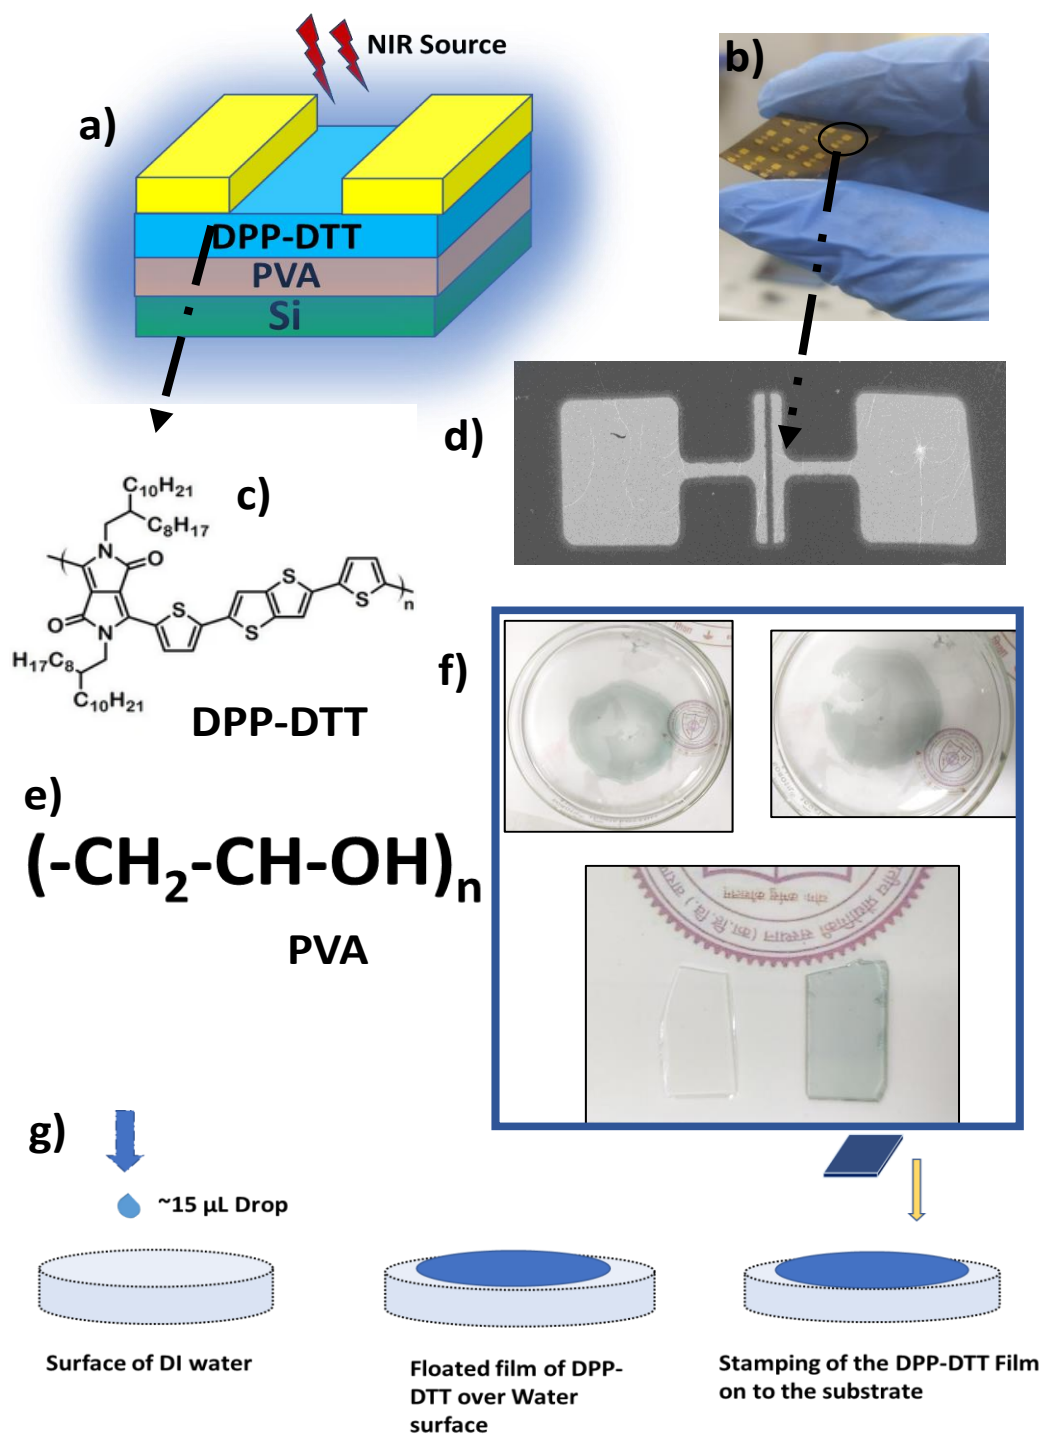 NIR Source
a)
DPP-DTT
PVA
Si
b)
c)
C₁₀H₂₁
C₈H₁₇
N
O
S
S
O
N
S
S
n
H₁₇C₈
C₁₀H₂₁
DPP-DTT
d)
e)
(-CH₂-CH-OH)ₙ
PVA
f)
g)
~15 µL Drop
Surface of DI water
Floated film of DPP-
DTT over Water
surface
Stamping of the DPP-DTT Film
on to the substrate